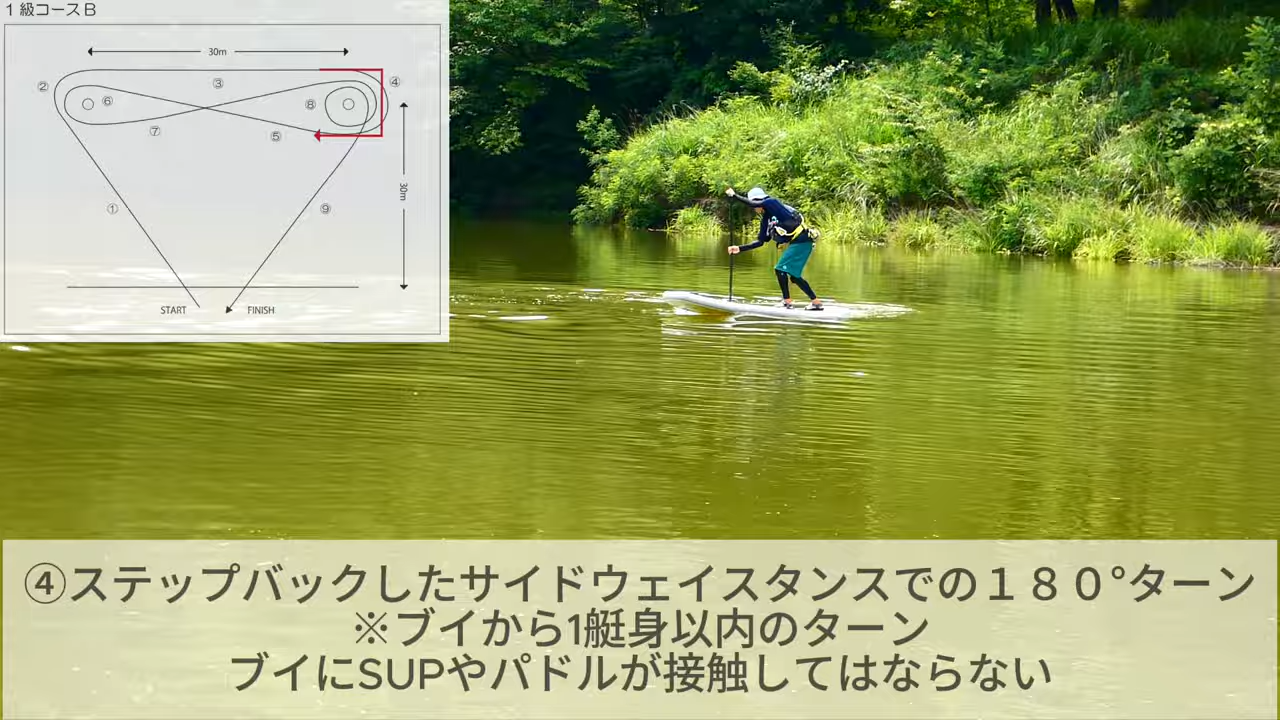 1級コースB
30m
②
③
④
⑥
⑧
⑦
⑤
30m
①
⑨
START
FINISH
④ステップバックしたサイドウェイスタンスでの180°ターン
※ブイから1艇身以内のターン
ブイにSUPやパドルが接触してはならない